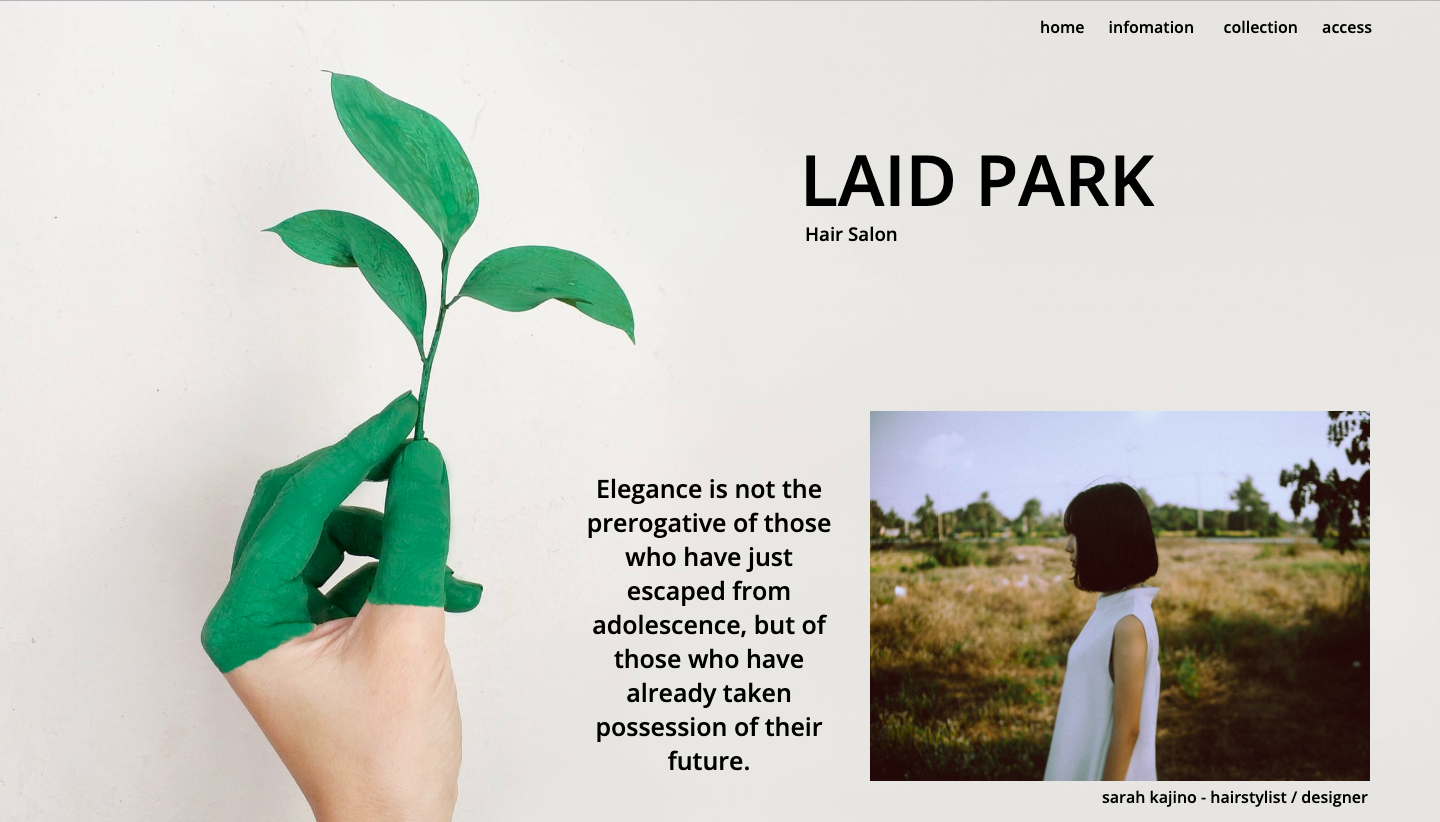 home infomation collection access
LAID PARK
Hair Salon
Elegance is not the
prerogative of those
who have just
escaped from
adolescence, but of
those who have
already taken
possession of their
future.
sarah kajino - hairstylist / designer